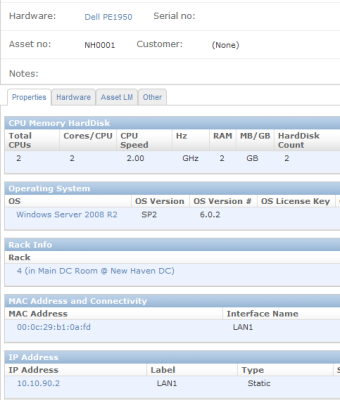 Hardware: Dell PE1950 Serial no:
Asset no: NH0001 Customer: (None)
Notes:
Properties Hardware Asset LM Other
CPU Memory HardDisk
Total CPUs Cores/CPU CPU Speed Hz RAM MB/GB HardDisk Count
2 2 2.00 GHz 2 GB 2
Operating System
OS OS Version OS Version # OS License Key
Windows Server 2008 R2 SP2 6.0.2
Rack Info
Rack
4 (in Main DC Room @ New Haven DC)
MAC Address and Connectivity
MAC Address Interface Name
00:0c:29:b1:0a:fd LAN1
IP Address
IP Address Label Type S
10.10.90.2 LAN1 Static